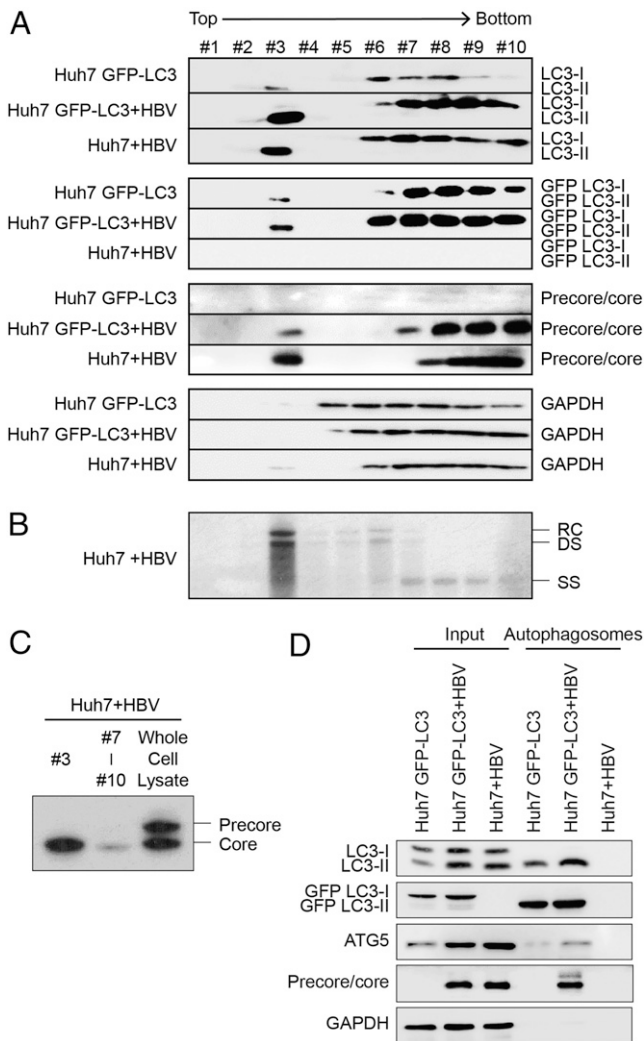 A
Top Bottom
#1 #2 #3 #4 #5 #6 #7 #8 #9 #10
Huh7 GFP-LC3 LC3-I
LC3-II
Huh7 GFP-LC3+HBV LC3-I
LC3-II
Huh7+HBV LC3-I
LC3-II
Huh7 GFP-LC3 GFP LC3-I
GFP LC3-II
Huh7 GFP-LC3+HBV GFP LC3-I
GFP LC3-II
Huh7+HBV GFP LC3-I
GFP LC3-II
Huh7 GFP-LC3 Precore/core
Huh7 GFP-LC3+HBV Precore/core
Huh7+HBV Precore/core
Huh7 GFP-LC3 GAPDH
Huh7 GFP-LC3+HBV GAPDH
Huh7+HBV GAPDH
B
Huh7 +HBV
RC
DS
SS
C
Huh7+HBV
#3
#7
-
#10
Whole
Cell
Lysate
Precore
Core
D
Input Autophagosomes
Huh7 GFP-LC3
Huh7 GFP-LC3+HBV
Huh7+HBV
Huh7 GFP-LC3
Huh7 GFP-LC3+HBV
Huh7+HBV
LC3-I
LC3-II
GFP LC3-I
GFP LC3-II
ATG5
Precore/core
GAPDH